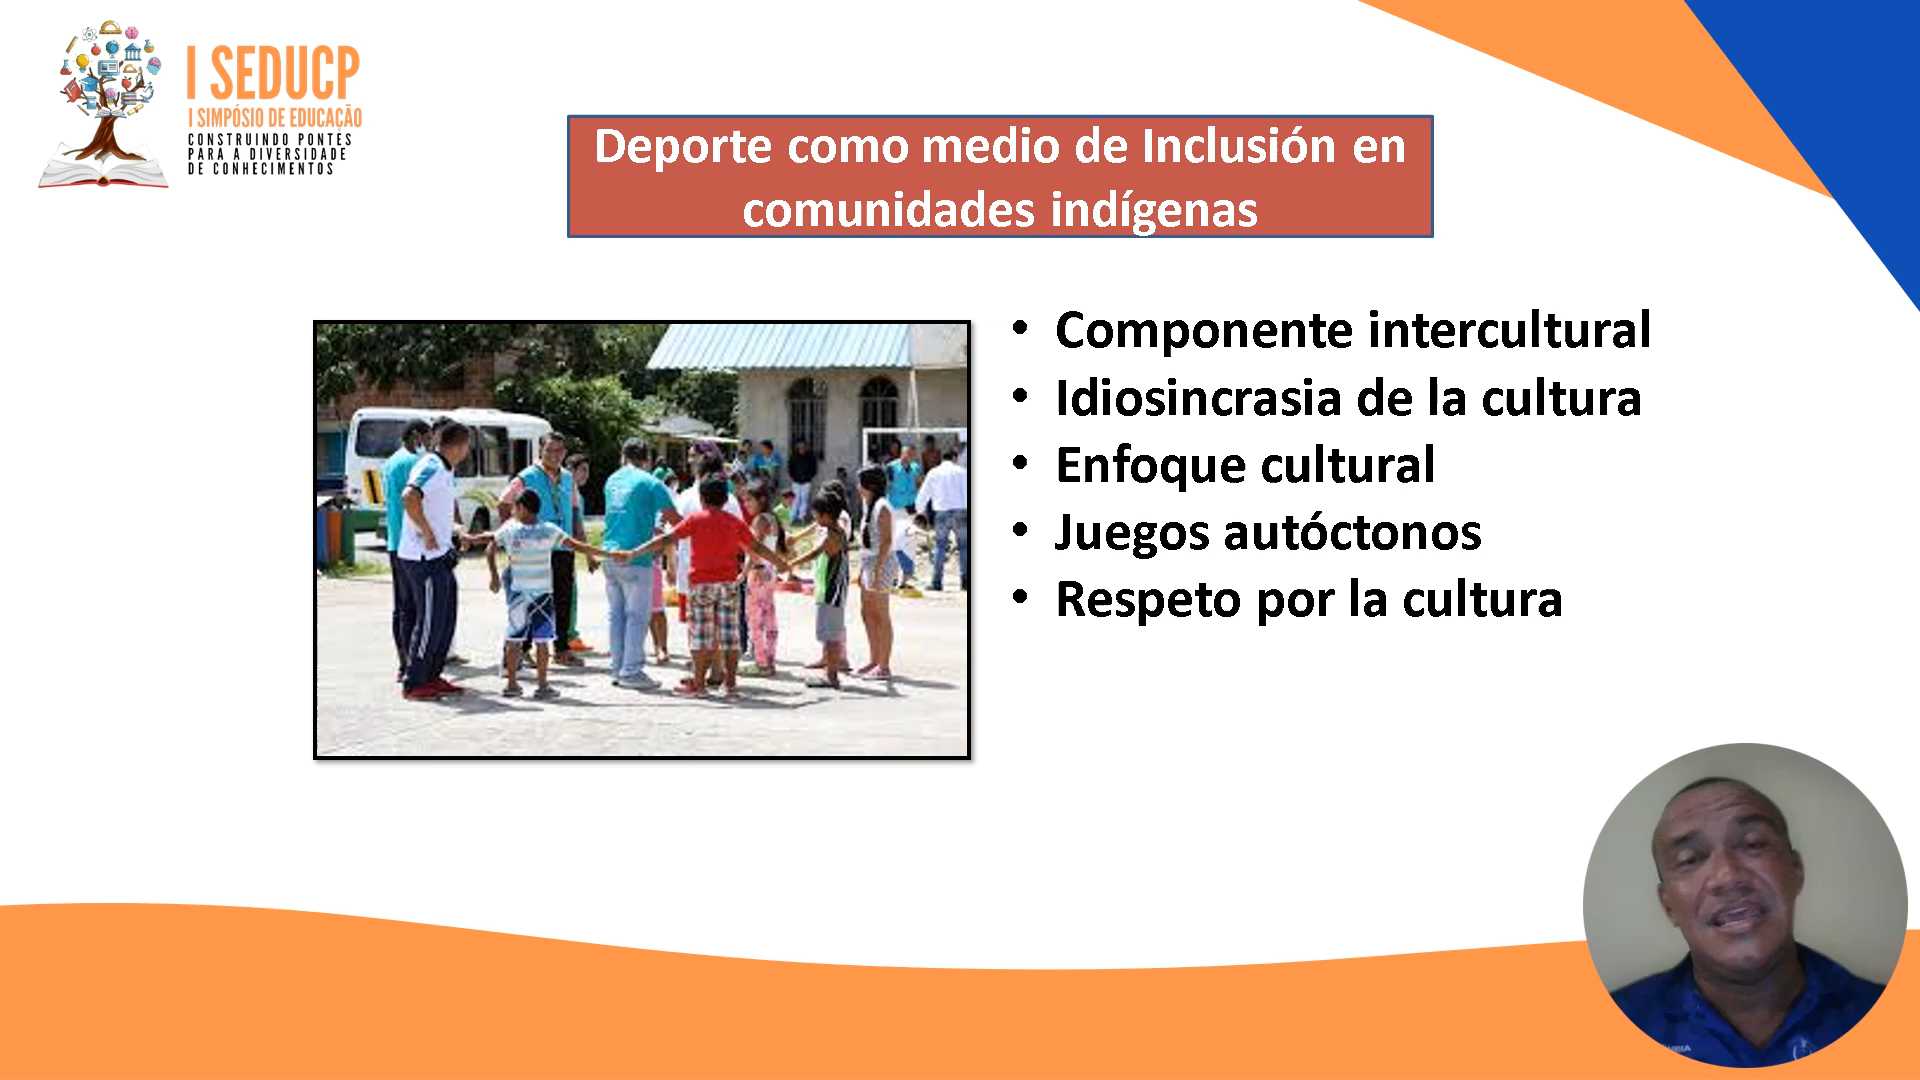 I SEDUCP
I SIMPÓSIO DE EDUCAÇÃO
CONSTRUINDO PONTES
PARA A DIVERSIDADE
DE CONHECIMENTOS
Deporte como medio de Inclusión en
comunidades indígenas
• Componente intercultural
• Idiosincrasia de la cultura
• Enfoque cultural
• Juegos autóctonos
• Respeto por la cultura